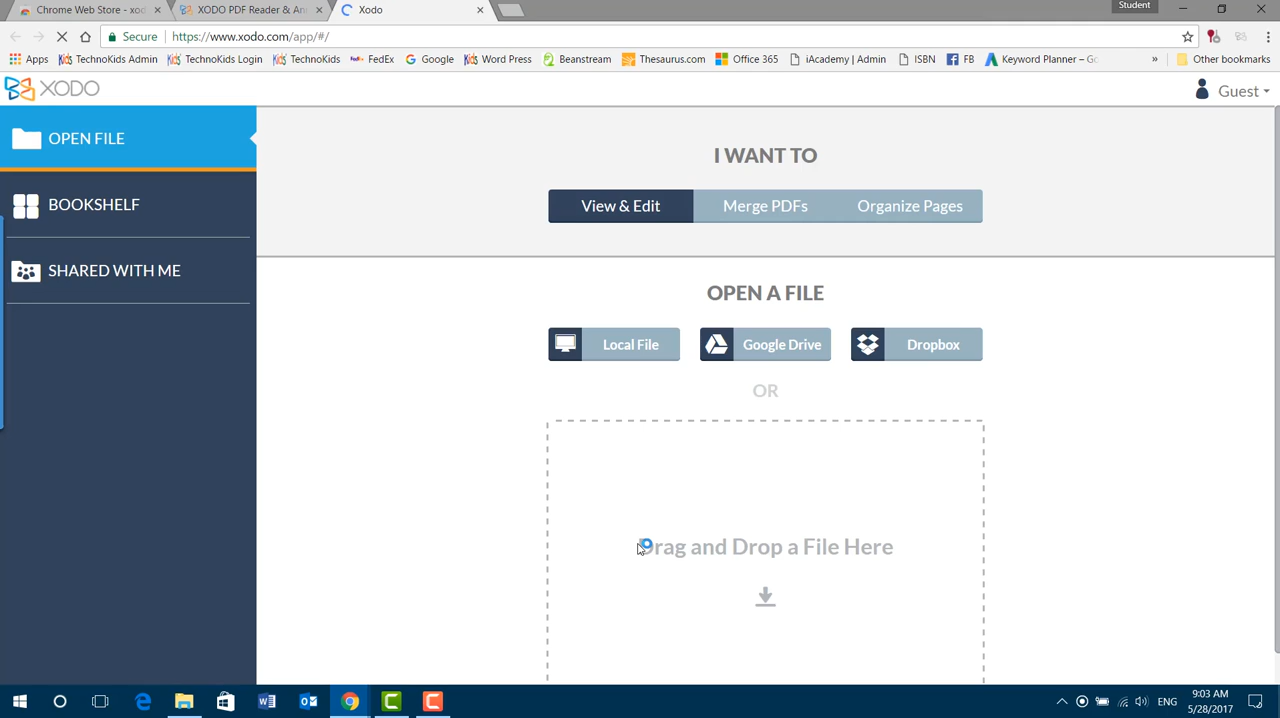 Chrome Web Store - xod
XODO PDF Reader & An
Xodo
Student
Secure
https://www.xodo.com/app/#/
Apps
TechnoKids Admin
TechnoKids Login
TechnoKids
FedEx
Google
Word Press
Beanstream
Thesaurus.com
Office 365
iAcademy | Admin
ISBN
FB
Keyword Planner – Go
»
Other bookmarks
XODO
Guest
OPEN FILE
BOOKSHELF
SHARED WITH ME
I WANT TO
View & Edit
Merge PDFs
Organize Pages
OPEN A FILE
Local File
Google Drive
Dropbox
OR
Drag and Drop a File Here
ENG
9:03 AM
5/28/2017